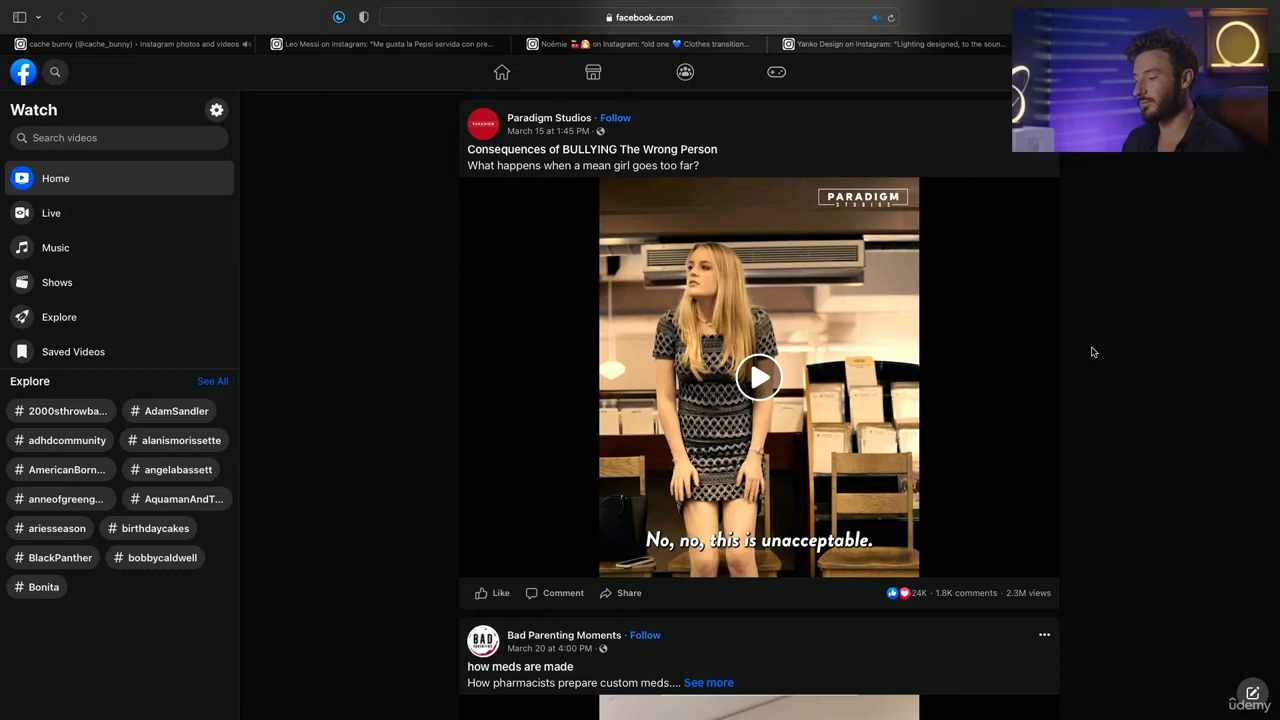 facebook.com
cache bunny (@cache_bunny) • Instagram photos and videos
Leo Messi on Instagram: "Me gusta la Pepsi servida con pre...
Noémie 🍒👩🏻 on Instagram: "old one 💙 Clothes transition...
Yanko Design on Instagram: "Lighting designed, to the soun...
Watch
Search videos
Home
Live
Music
Shows
Explore
Saved Videos
Explore
See All
# 2000sthrowba...
# AdamSandler
# adhdcommunity
# alanismorissette
# AmericanBorn...
# angelabassett
# anneofgreeng...
# AquamanAndT...
# ariesseason
# birthdaycakes
# BlackPanther
# bobbycaldwell
# Bonita
Paradigm Studios · Follow
March 15 at 1:45 PM ·
Consequences of BULLYING The Wrong Person
What happens when a mean girl goes too far?
PARADIGM
STUDIOS
No, no, this is unacceptable.
Like
Comment
Share
24K · 1.8K comments · 2.3M views
BAD
Bad Parenting Moments · Follow
March 20 at 4:00 PM ·
how meds are made
How pharmacists prepare custom meds.... See more
ûdemy